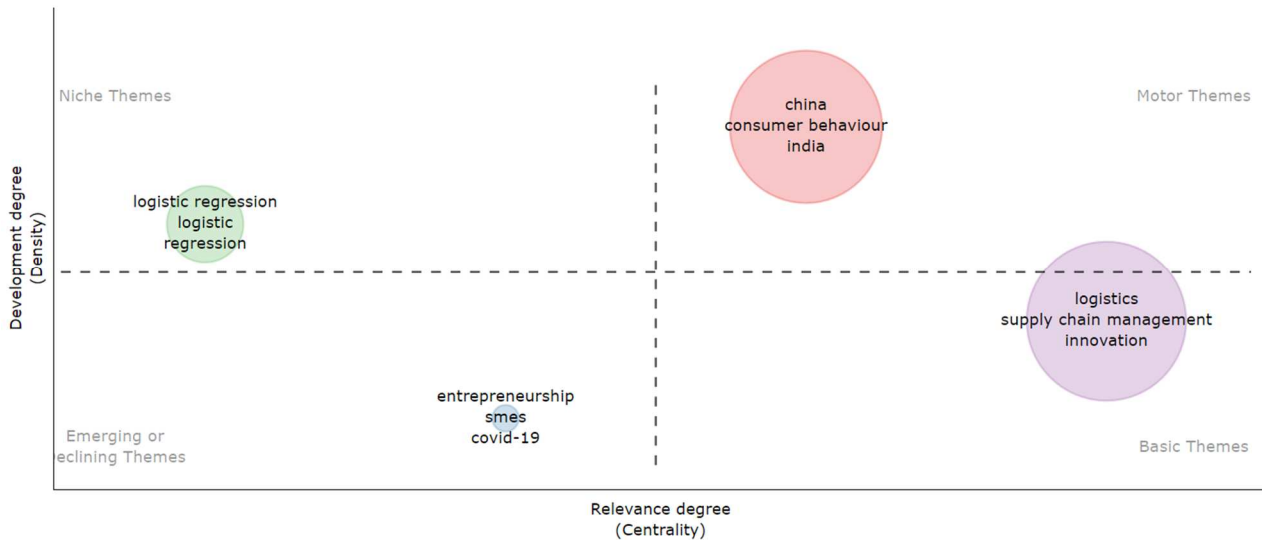 Niche Themes
Motor Themes
china
consumer behaviour
india
logistic regression
logistic
regression
logistics
supply chain management
innovation
entrepreneurship
smes
covid-19
Emerging or
eclining Themes
Basic Themes
Development degree
(Density)
Relevance degree
(Centrality)